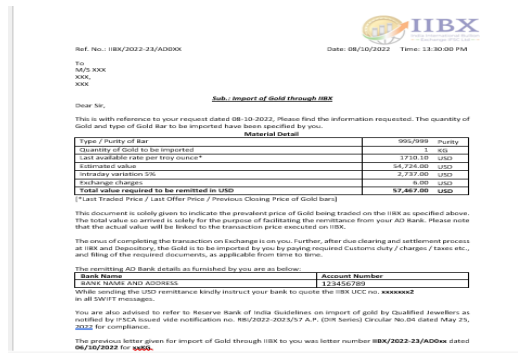 IIBX
India International Bullion
Exchange IFSC Ltd
Ref. No.: IIBX/2022-23/AD0XX Date: 08/10/2022 Time: 13:30:00 PM
To
M/S XXX
XXX,
XXX
Sub.: Import of Gold through IIBX
Dear Sir,
This is with reference to your request dated 08-10-2022, Please find the information requested. The quantity of
Gold and type of Gold Bar to be imported have been specified by you.
Material Detail
Type / Purity of Bar 995/999 Purity
Quantity of Gold to be imported 1 KG
Last available rate per troy ounce* 1710.10 USD
Estimated value 54,724.00 USD
Intraday variation 5% 2,737.00 USD
Exchange charges 6.00 USD
Total value required to be remitted in USD 57,467.00 USD
[*Last Traded Price / Last Offer Price / Previous Closing Price of Gold bars]
This document is solely given to indicate the prevalent price of Gold being traded on the IIBX as specified above.
The total value so arrived is solely for the purpose of facilitating the remittance from your AD Bank. Please note
that the actual value will be linked to the transaction price executed on IIBX.
The onus of completing the transaction on Exchange is on you. Further, after due clearing and settlement process
at IIBX and Depository, the Gold is to be imported by you by paying required Customs duty / charges / taxes etc.,
and filing of the required documents, as applicable from time to time.
The remitting AD Bank details as furnished by you are as below:
Bank Name Account Number
BANK NAME AND ADDRESS 123456789
While sending the USD remittance kindly instruct your bank to quote the IIBX UCC no. xxxxxxx2
in all SWIFT messages.
You are also advised to refer to Reserve Bank of India Guidelines on import of gold by Qualified Jewellers as
notified by IFSCA issued vide notification no. RBI/2022-2023/57 A.P. (DIR Series) Circular No.04 dated May 25,
2022 for compliance.
The previous letter given for import of Gold through IIBX to you was letter number IIBX/2022-23/AD0xx dated
06/10/2022 for xxKG.